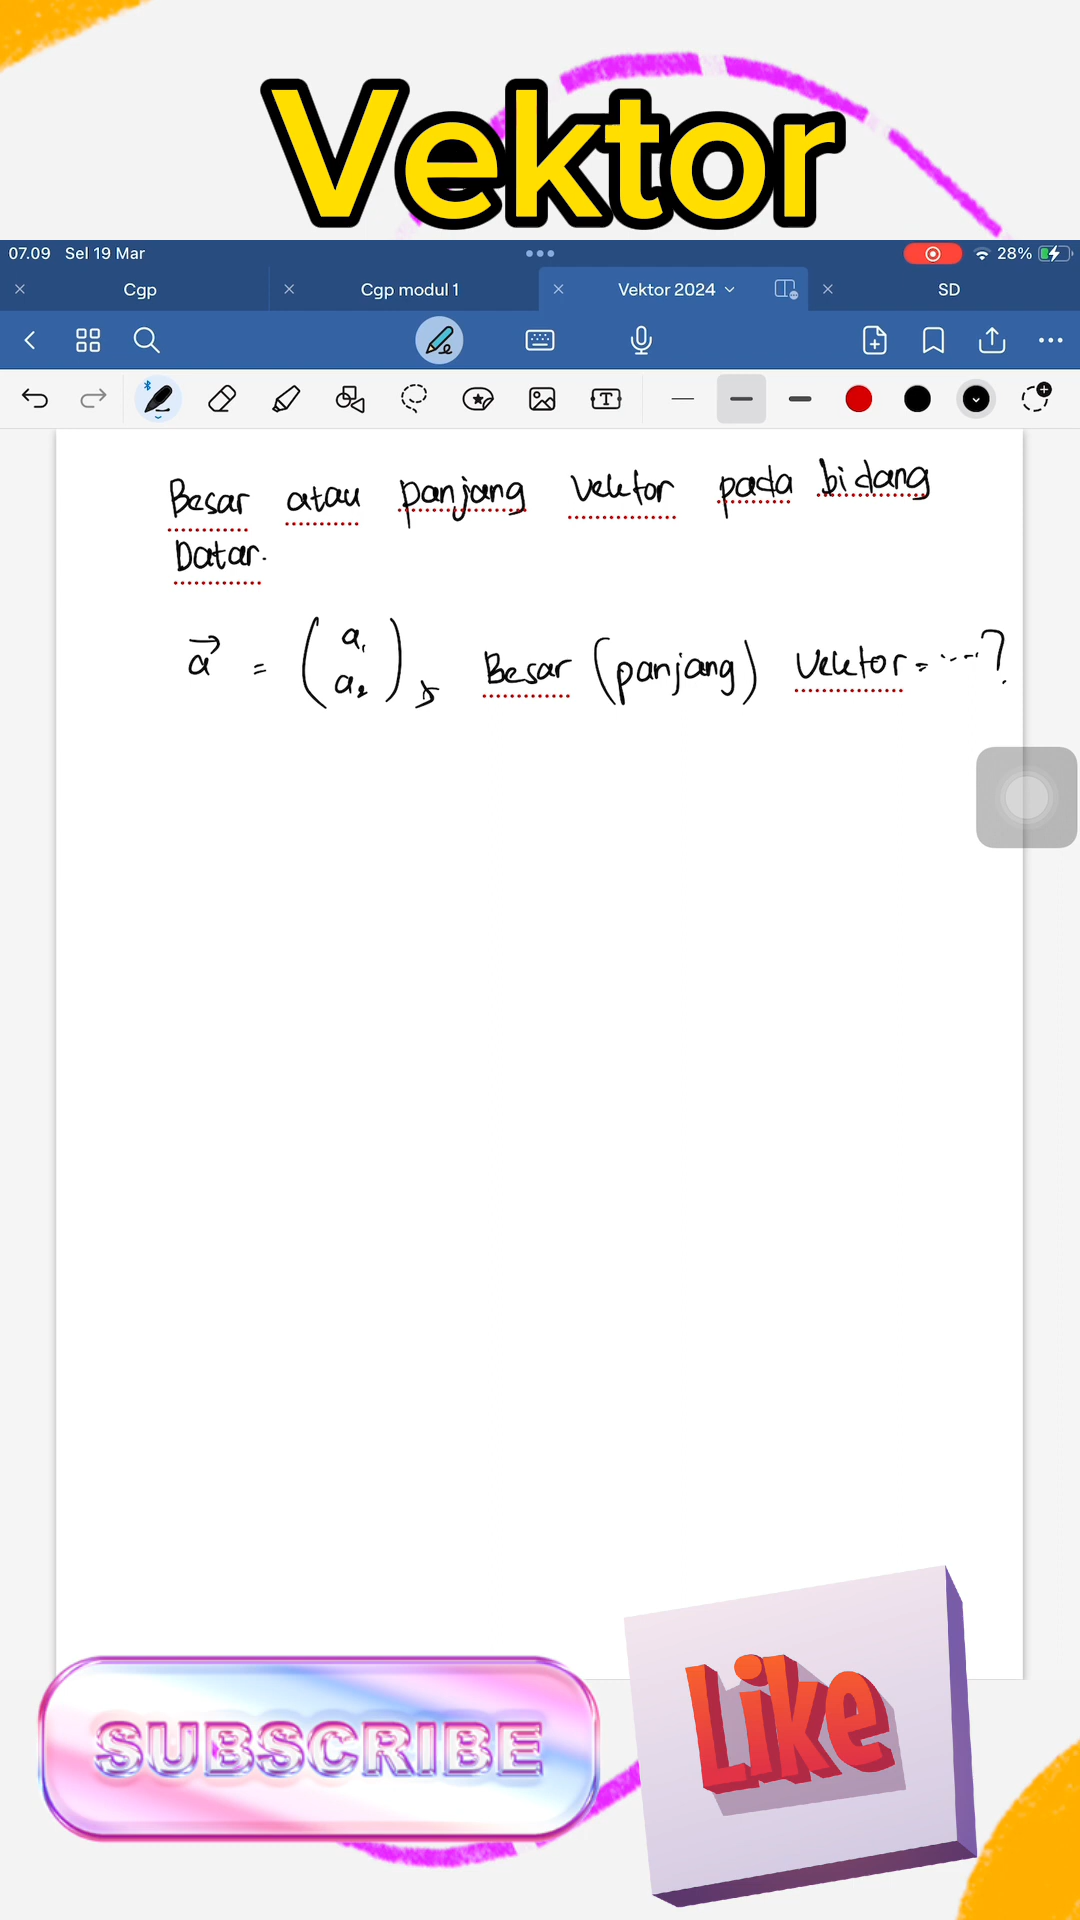 Vektor
07.09 Sel 19 Mar 28%
Cgp Cgp modul 1 Vektor 2024 SD
Besar atau panjang vektor pada bidang
Datar.
a⃗ = (a₁ a₂), Besar (panjang) vektor = ....?
SUBSCRIBE
Like